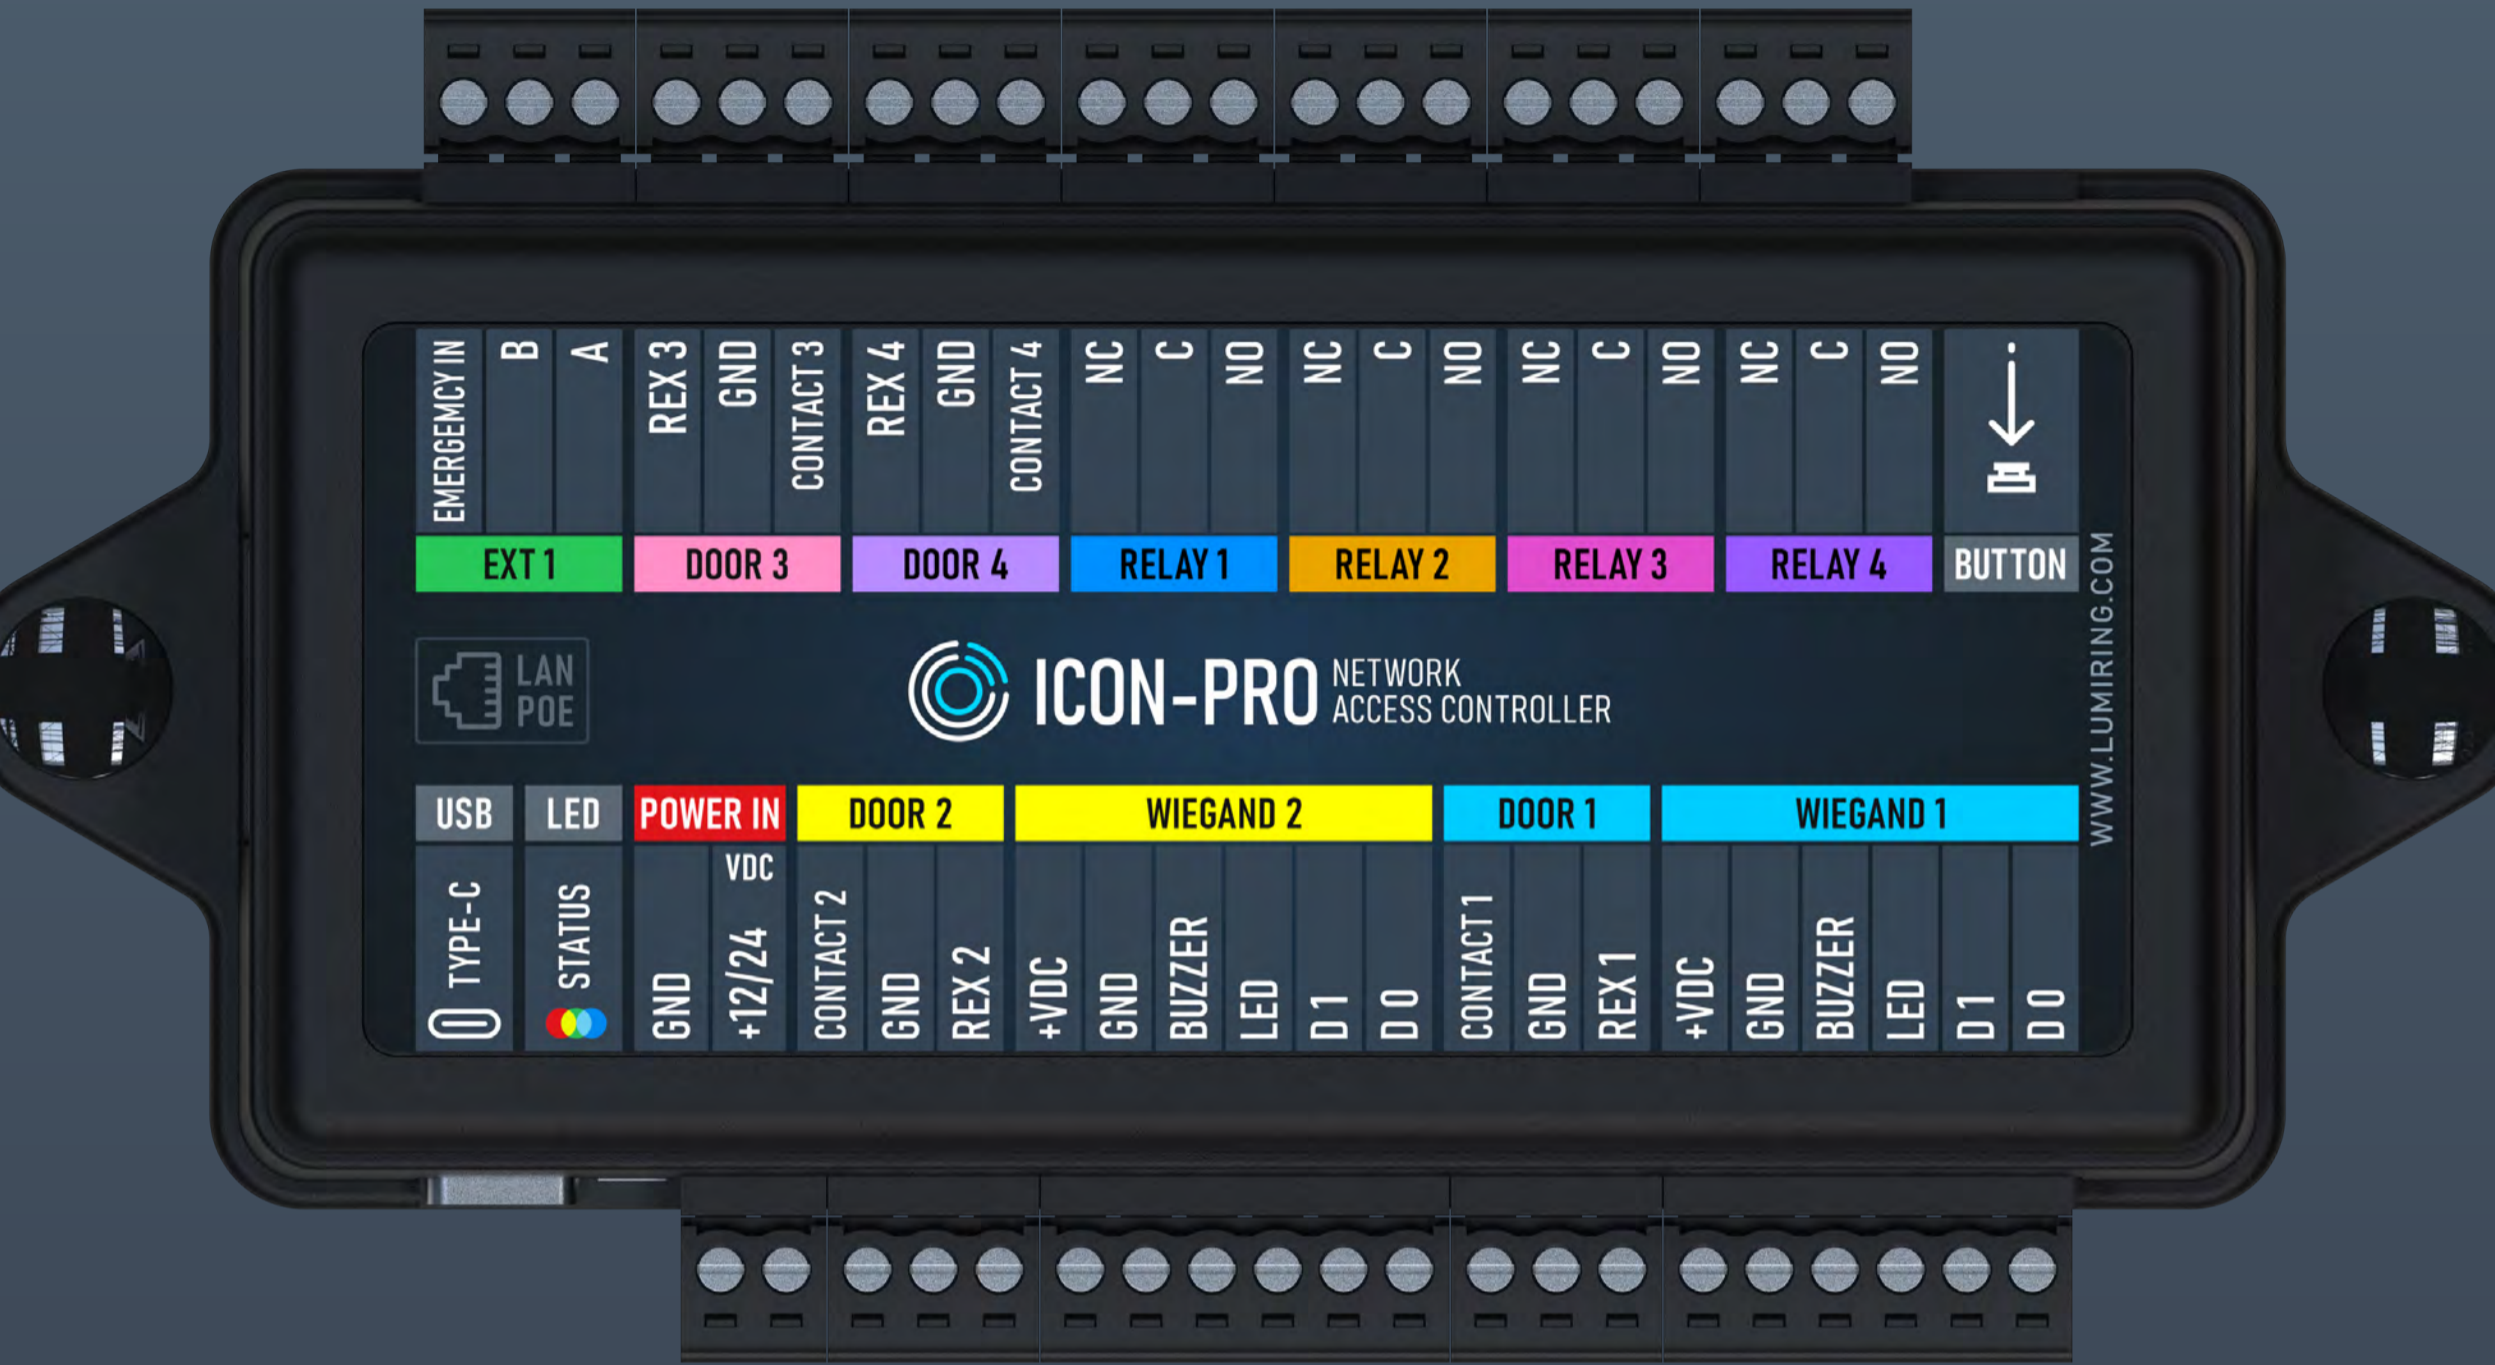 EMERGEMCY IN
B
A
REX 3
GND
CONTACT 3
REX 4
GND
CONTACT 4
NC
C
NO
NC
C
NO
NC
C
NO
NC
C
NO
EXT 1
DOOR 3
DOOR 4
RELAY 1
RELAY 2
RELAY 3
RELAY 4
BUTTON
LAN
POE
ICON-PRO
NETWORK
ACCESS CONTROLLER
WWW.LUMIRING.COM
USB
LED
POWER IN
DOOR 2
WIEGAND 2
DOOR 1
WIEGAND 1
TYPE-C
STATUS
GND
+12/24 VDC
CONTACT 2
GND
REX 2
+VDC
GND
BUZZER
LED
D 1
D 0
CONTACT 1
GND
REX 1
+VDC
GND
BUZZER
LED
D 1
D 0